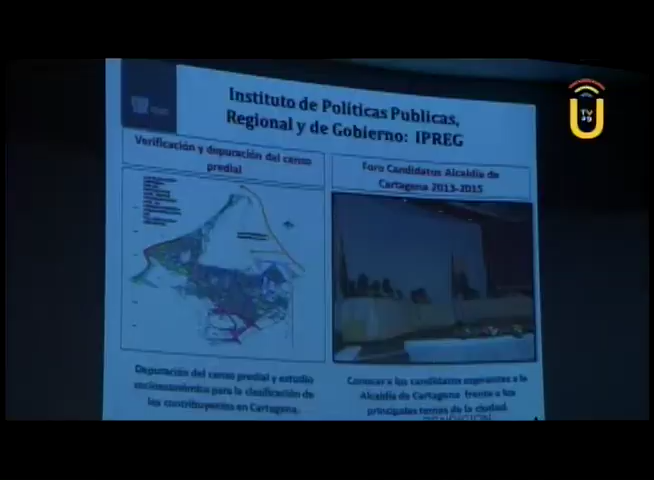 Instituto de Políticas Publicas,
Regional y de Gobierno: IPREG
Verificación y depuración del censo
predial
Foro Candidatos Alcaldía de
Cartagena 2013-2015
Depuración del censo predial y estudio
socioeconómico para la clasificación de
los contribuyentes en Cartagena.
Conocer a los candidatos aspirantes a la
Alcaldía de Cartagena frente a los
principales temas de la ciudad.
TV